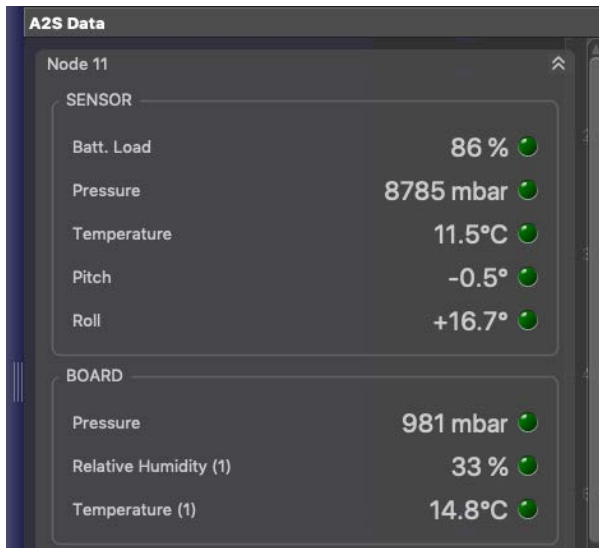 A2S Data
Node 11
SENSOR
Batt. Load 86 %
Pressure 8785 mbar
Temperature 11.5°C
Pitch -0.5°
Roll +16.7°
BOARD
Pressure 981 mbar
Relative Humidity (1) 33 %
Temperature (1) 14.8°C